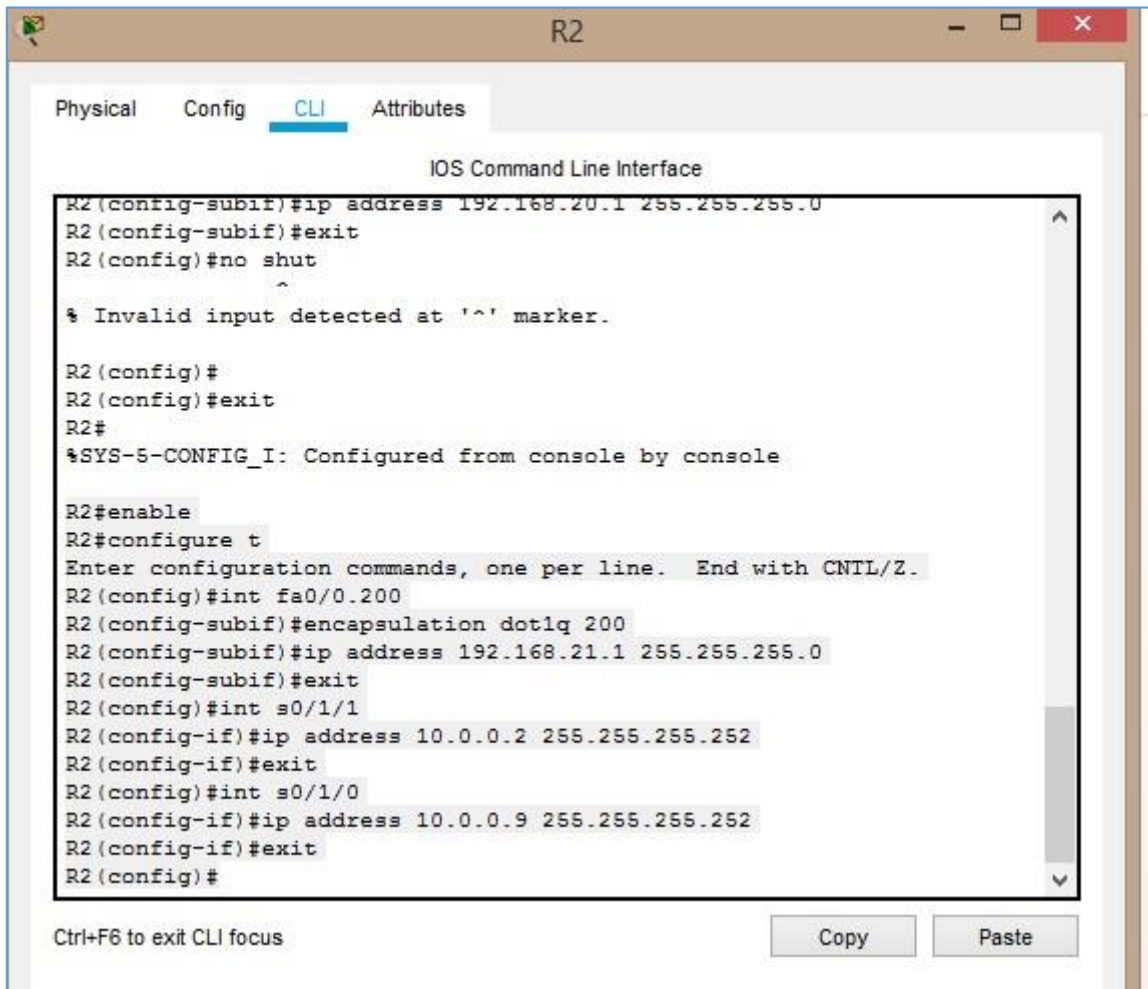 R2
Physical Config CLI Attributes
IOS Command Line Interface
R2(config-subif)#ip address 192.168.20.1 255.255.255.0
R2(config-subif)#exit
R2(config)#no shut
^
% Invalid input detected at '^' marker.
R2(config)#
R2(config)#exit
R2#
%SYS-5-CONFIG_I: Configured from console by console
R2#enable
R2#configure t
Enter configuration commands, one per line.  End with CNTL/Z.
R2(config)#int fa0/0.200
R2(config-subif)#encapsulation dot1q 200
R2(config-subif)#ip address 192.168.21.1 255.255.255.0
R2(config-subif)#exit
R2(config)#int s0/1/1
R2(config-if)#ip address 10.0.0.2 255.255.255.252
R2(config-if)#exit
R2(config)#int s0/1/0
R2(config-if)#ip address 10.0.0.9 255.255.255.252
R2(config-if)#exit
R2(config)#
Ctrl+F6 to exit CLI focus Copy Paste